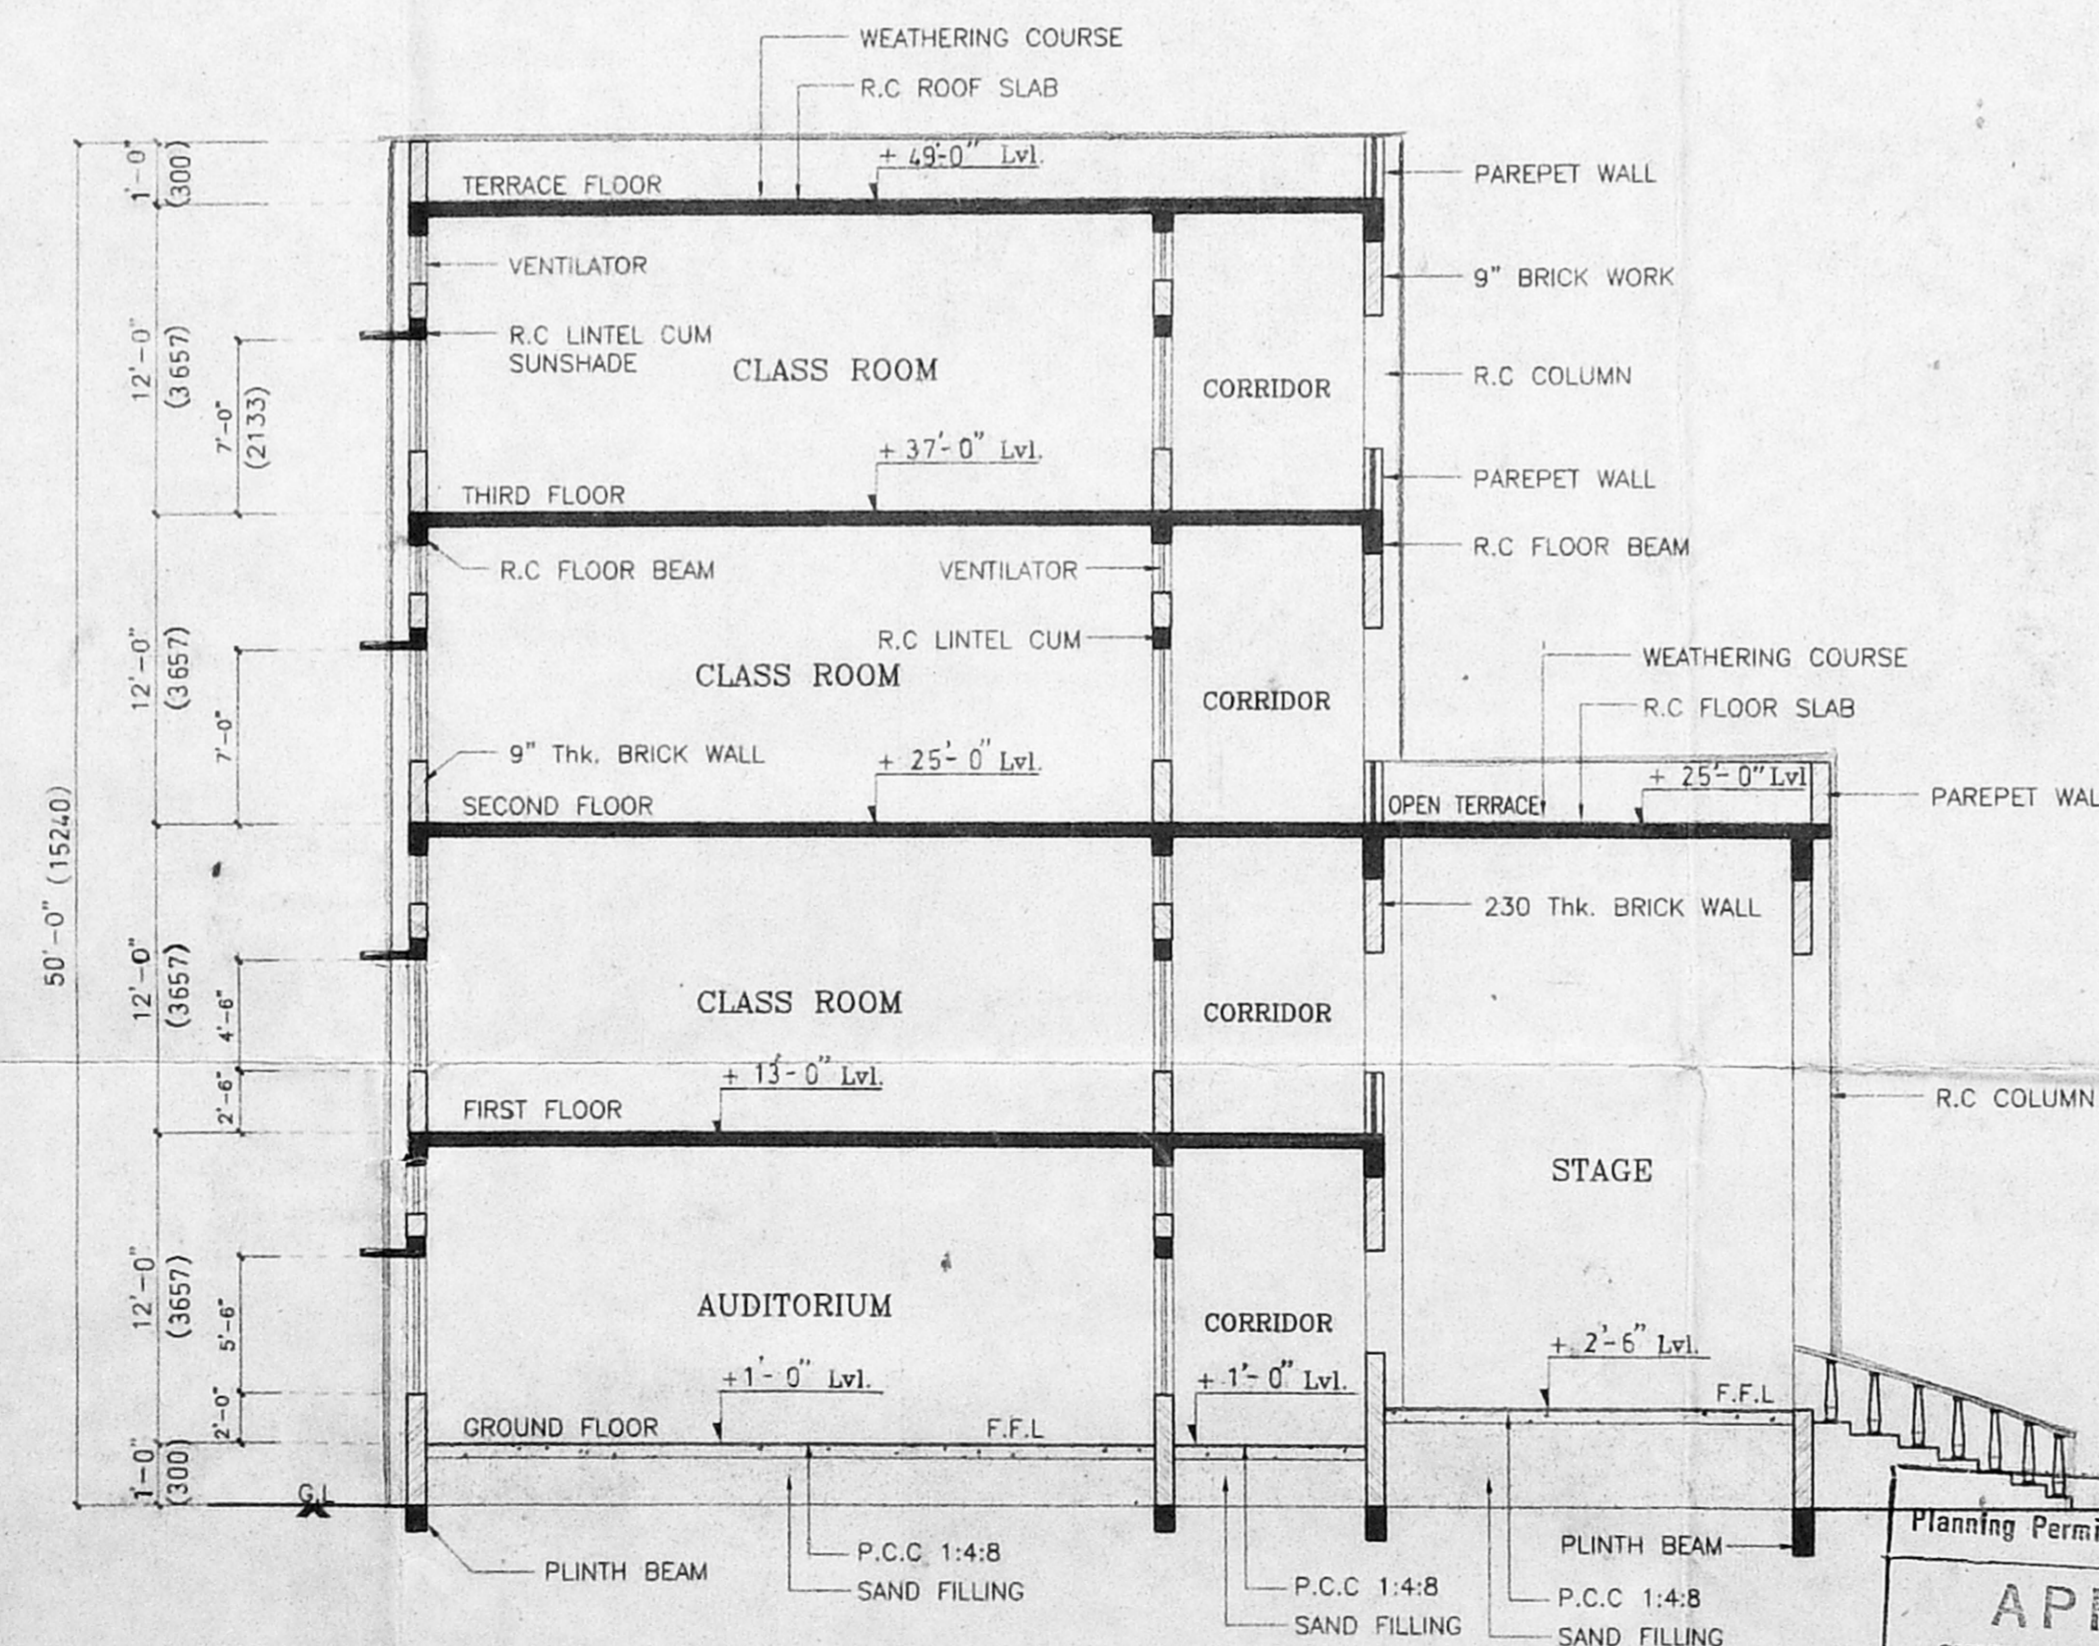 WEATHERING COURSE
R.C ROOF SLAB
1'-0"
(300)
+ 49'-0" Lvl.
TERRACE FLOOR
PAREPET WALL
VENTILATOR
9" BRICK WORK
R.C LINTEL CUM
SUNSHADE
12'-0"
(3657)
CLASS ROOM
CORRIDOR
R.C COLUMN
7'-0"
(2133)
+ 37'-0" Lvl.
PAREPET WALL
THIRD FLOOR
R.C FLOOR BEAM
R.C FLOOR BEAM
VENTILATOR
R.C LINTEL CUM
12'-0"
(3657)
CLASS ROOM
CORRIDOR
WEATHERING COURSE
R.C FLOOR SLAB
7'-0"
9" Thk. BRICK WALL
+ 25'-0" Lvl.
+ 25'-0" Lvl
SECOND FLOOR
OPEN TERRACE
PAREPET WAL
50'-0" (15240)
230 Thk. BRICK WALL
12'-0"
(3657)
4'-6"
CLASS ROOM
CORRIDOR
+ 13'-0" Lvl.
2'-6"
FIRST FLOOR
R.C COLUMN
STAGE
12'-0"
(3657)
5'-6"
AUDITORIUM
CORRIDOR
+ 2'-6" Lvl.
+1'-0" Lvl.
+ 1'-0" Lvl.
F.F.L
2'-0"
GROUND FLOOR
F.F.L
1'-0"
(300)
G.L
Planning Permi
PLINTH BEAM
P.C.C 1:4:8
SAND FILLING
P.C.C 1:4:8
SAND FILLING
PLINTH BEAM
P.C.C 1:4:8
SAND FILLING